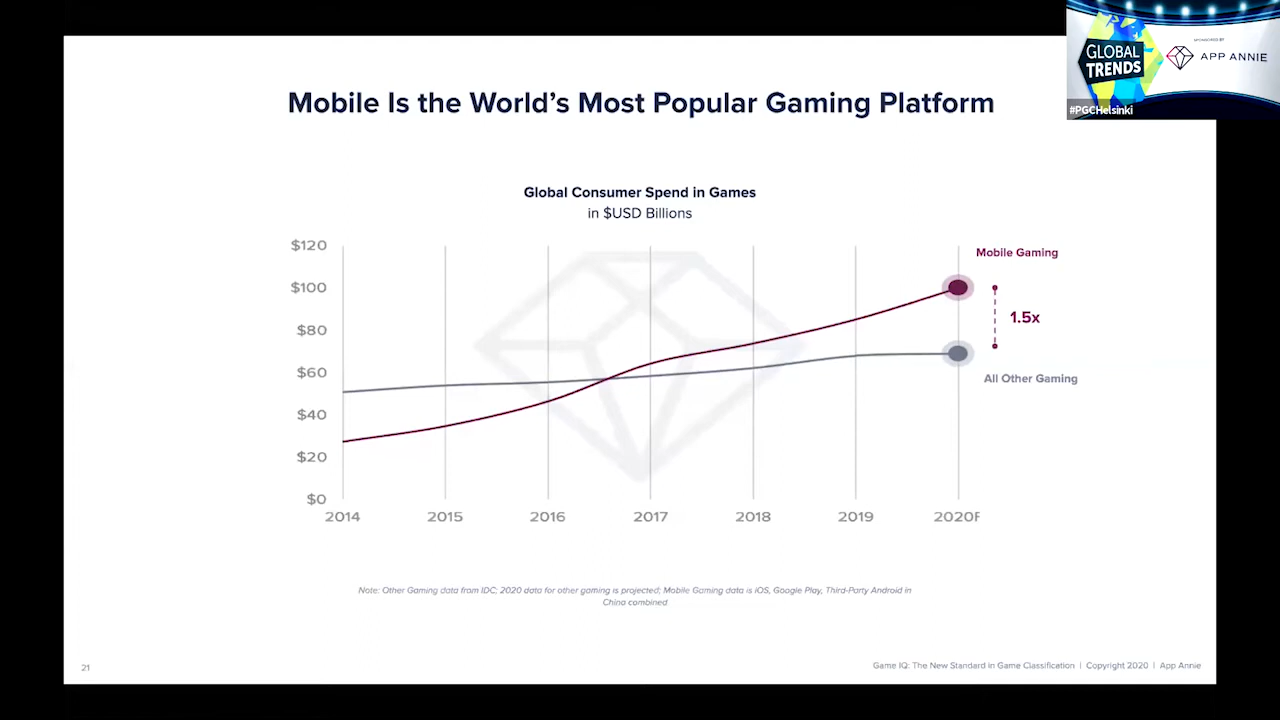 Mobile Is the World's Most Popular Gaming Platform
GLOBAL
TRENDS
SPONSORED BY
APP ANNIE
#PGCHelsinki
Global Consumer Spend in Games
in $USD Billions
$120
$100
$80
$60
$40
$20
$0
2014 2015 2016 2017 2018 2019 2020F
Mobile Gaming
1.5x
All Other Gaming
Note: Other Gaming data from IDC; 2020 data for other gaming is projected; Mobile Gaming data is iOS, Google Play, Third-Party Android in
China combined
21
Game IQ: The New Standard in Game Classification | Copyright 2020 | App Annie